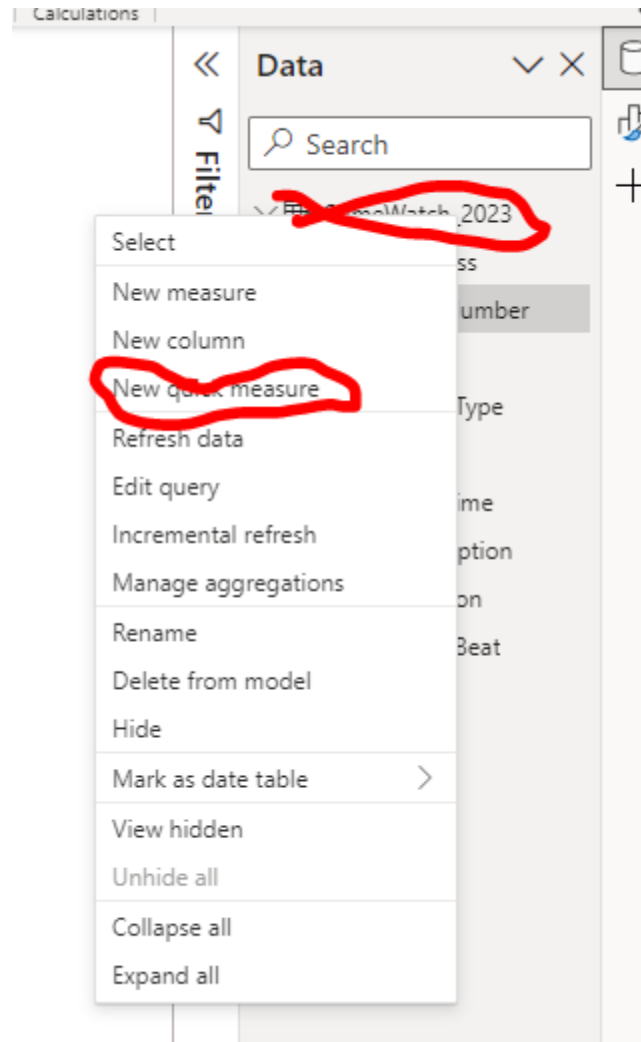 Calculations
Data
Search
Filte
_2023
Select
ss
New measure
umber
New column
New quick measure
Type
Refresh data
Edit query
ime
Incremental refresh
ption
Manage aggregations
on
Rename
Beat
Delete from model
Hide
Mark as date table
View hidden
Unhide all
Collapse all
Expand all